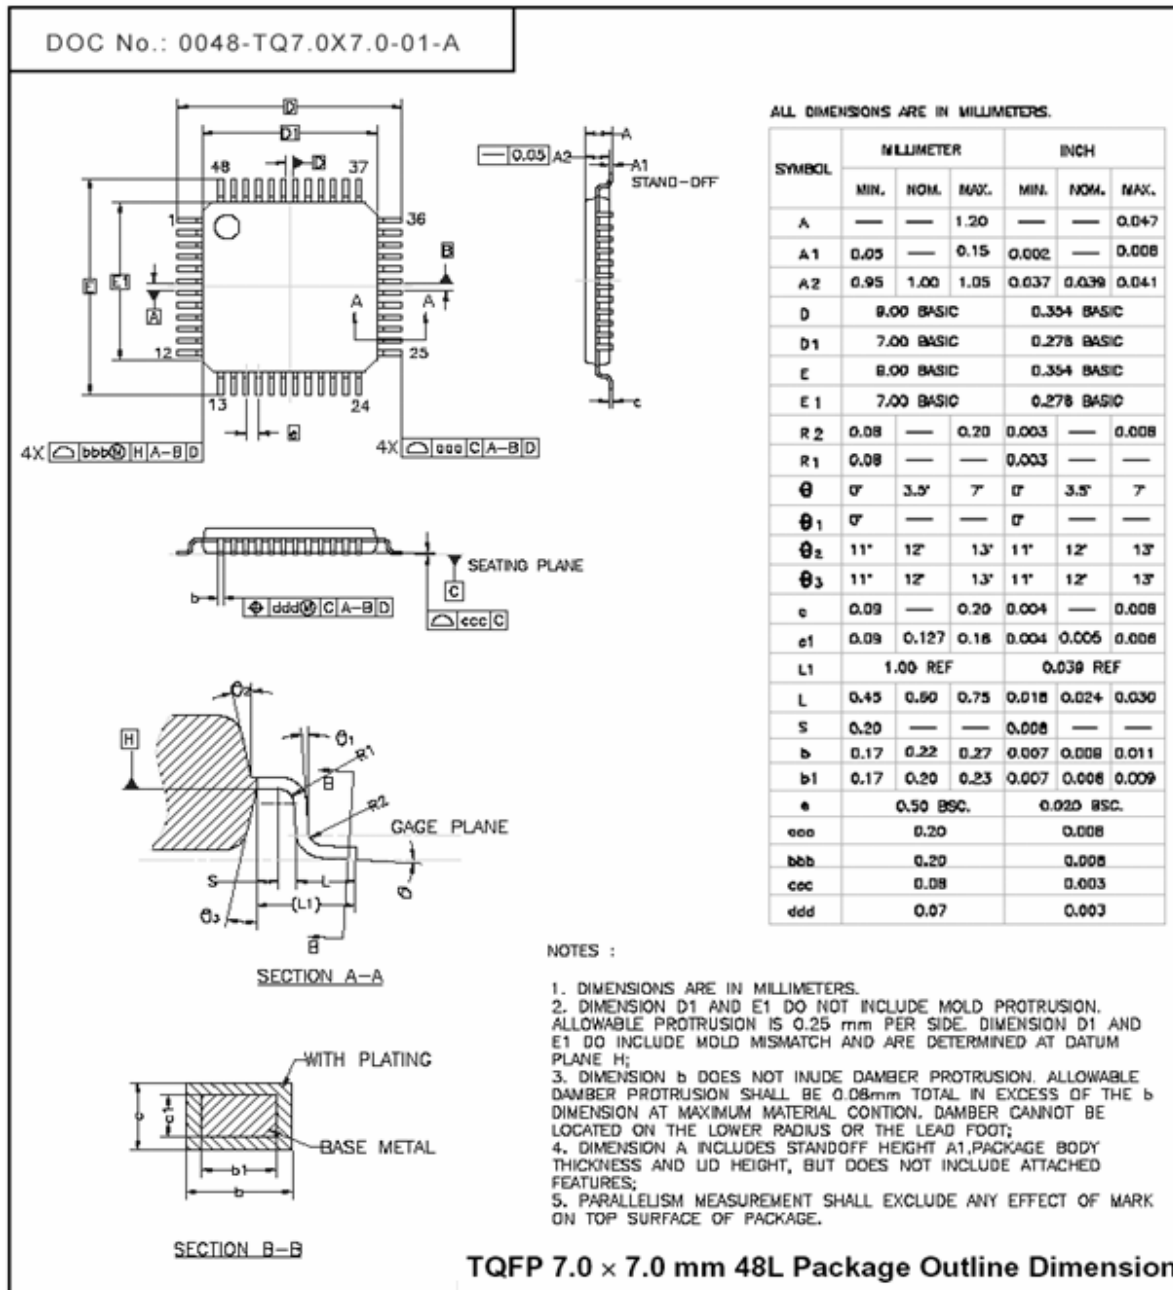 DOC No.: 0048-TQ7.0X7.0-01-A
D
D1
48 D 37
1 36
B
E E1
A
A A
12 25
13 24
e
4X bbbⓂ H A-B D
4X aaa C A-B D
A
— 0.05 A2
A1
STAND-OFF
c
SEATING PLANE
C
b
dddⓂ C A-B D
ccc C
θ2
H
θ1
R1
B
R2
GAGE PLANE
S L
θ
(L1)
θ3
B
SECTION A-A
WITH PLATING
c c1
BASE METAL
b1
b
SECTION B-B
ALL DIMENSIONS ARE IN MILLIMETERS.
SYMBOL MILLIMETER INCH
MIN. NOM. MAX. MIN. NOM. MAX.
A — — 1.20 — — 0.047
A1 0.05 — 0.15 0.002 — 0.006
A2 0.95 1.00 1.05 0.037 0.039 0.041
D 9.00 BASIC 0.354 BASIC
D1 7.00 BASIC 0.276 BASIC
E 9.00 BASIC 0.354 BASIC
E1 7.00 BASIC 0.276 BASIC
R2 0.08 — 0.20 0.003 — 0.008
R1 0.08 — — 0.003 — —
θ 0° 3.5° 7° 0° 3.5° 7°
θ1 0° — — 0° — —
θ2 11° 12° 13° 11° 12° 13°
θ3 11° 12° 13° 11° 12° 13°
c 0.09 — 0.20 0.004 — 0.008
c1 0.09 0.127 0.16 0.004 0.005 0.006
L1 1.00 REF 0.039 REF
L 0.45 0.60 0.75 0.018 0.024 0.030
S 0.20 — — 0.008 — —
b 0.17 0.22 0.27 0.007 0.009 0.011
b1 0.17 0.20 0.23 0.007 0.008 0.009
e 0.50 BSC. 0.020 BSC.
aaa 0.20 0.008
bbb 0.20 0.008
ccc 0.08 0.003
ddd 0.07 0.003
NOTES :
1. DIMENSIONS ARE IN MILLIMETERS.
2. DIMENSION D1 AND E1 DO NOT INCLUDE MOLD PROTRUSION.
ALLOWABLE PROTRUSION IS 0.25 mm PER SIDE. DIMENSION D1 AND
E1 DO INCLUDE MOLD MISMATCH AND ARE DETERMINED AT DATUM
PLANE H;
3. DIMENSION b DOES NOT INUDE DAMBER PROTRUSION. ALLOWABLE
DAMBER PROTRUSION SHALL BE 0.08mm TOTAL IN EXCESS OF THE b
DIMENSION AT MAXIMUM MATERIAL CONTION. DAMBER CANNOT BE
LOCATED ON THE LOWER RADIUS OR THE LEAD FOOT;
4. DIMENSION A INCLUDES STANDOFF HEIGHT A1,PACKAGE BODY
THICKNESS AND LID HEIGHT, BUT DOES NOT INCLUDE ATTACHED
FEATURES;
5. PARALLELISM MEASUREMENT SHALL EXCLUDE ANY EFFECT OF MARK
ON TOP SURFACE OF PACKAGE.
TQFP 7.0 × 7.0 mm 48L Package Outline Dimension